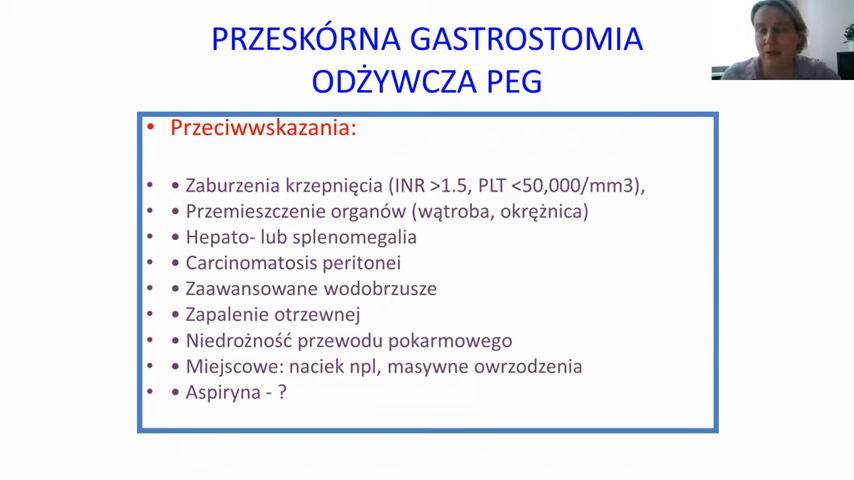 PRZESKÓRNA GASTROSTOMIA
ODŻYWCZA PEG
• Przeciwwskazania:
• • Zaburzenia krzepnięcia (INR >1.5, PLT <50,000/mm3),
• • Przemieszczenie organów (wątroba, okrężnica)
• • Hepato- lub splenomegalia
• • Carcinomatosis peritonei
• • Zaawansowane wodobrzusze
• • Zapalenie otrzewnej
• • Niedrożność przewodu pokarmowego
• • Miejscowe: naciek npl, masywne owrzodzenia
• • Aspiryna - ?